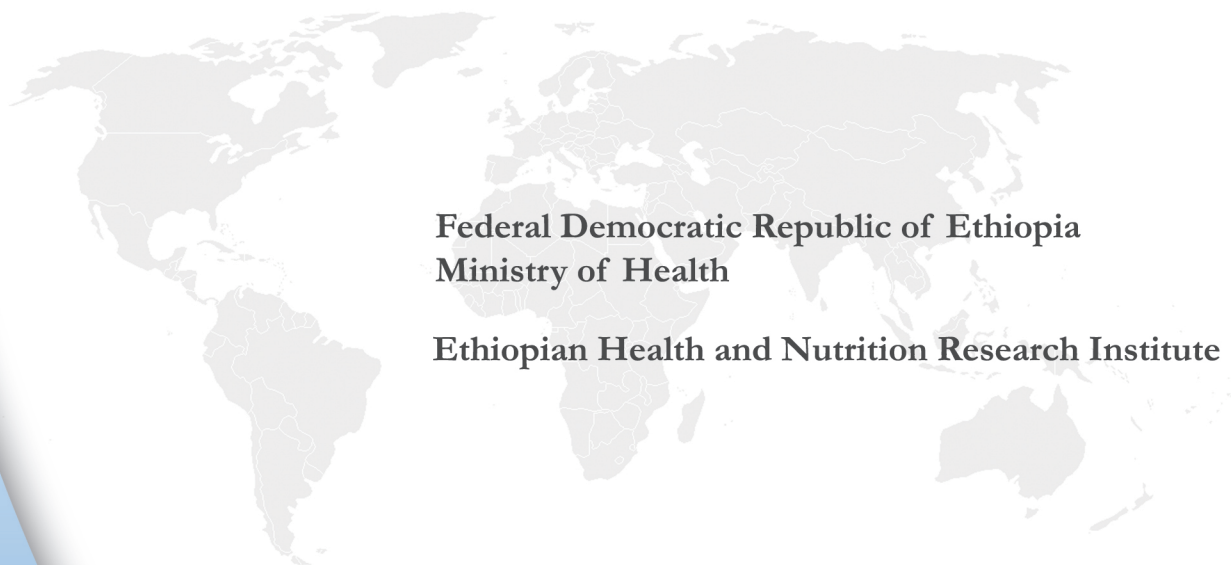 Federal Democratic Republic of Ethiopia
Ministry of Health
Ethiopian Health and Nutrition Research Institute